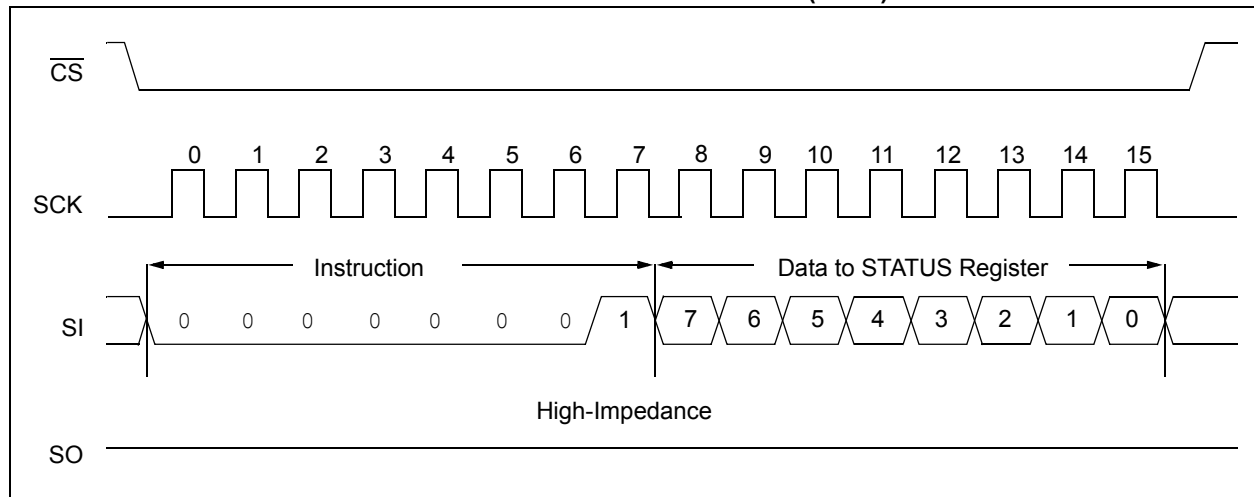 CS
0 1 2 3 4 5 6 7 8 9 10 11 12 13 14 15
SCK
Instruction
Data to STATUS Register
SI
0 0 0 0 0 0 0 1 7 6 5 4 3 2 1 0
High-Impedance
SO